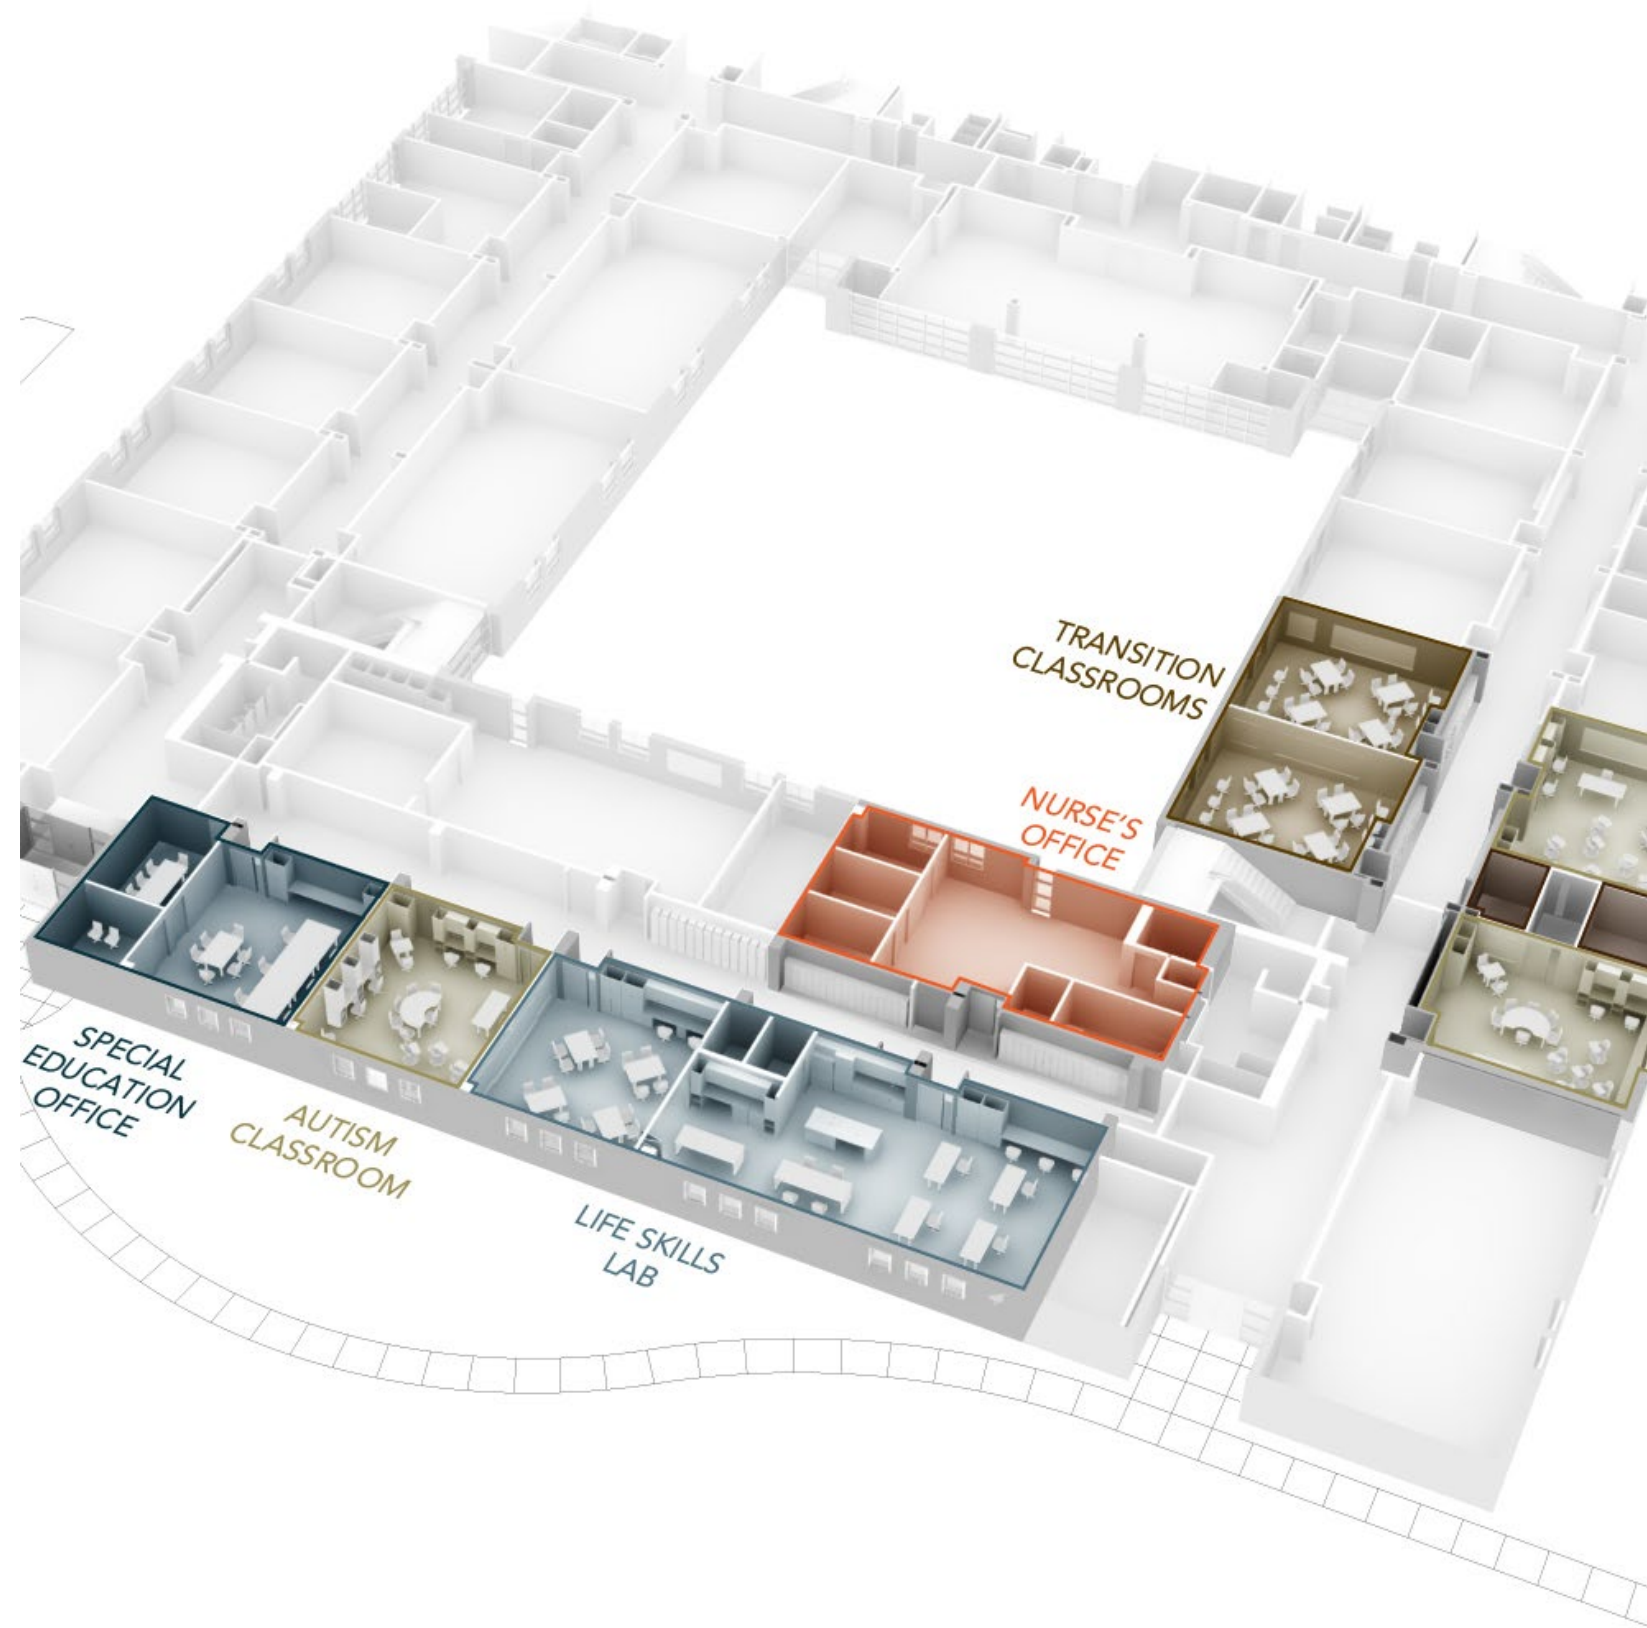 TRANSITION
CLASSROOMS
NURSE'S
OFFICE
SPECIAL
EDUCATION
OFFICE
AUTISM
CLASSROOM
LIFE SKILLS
LAB